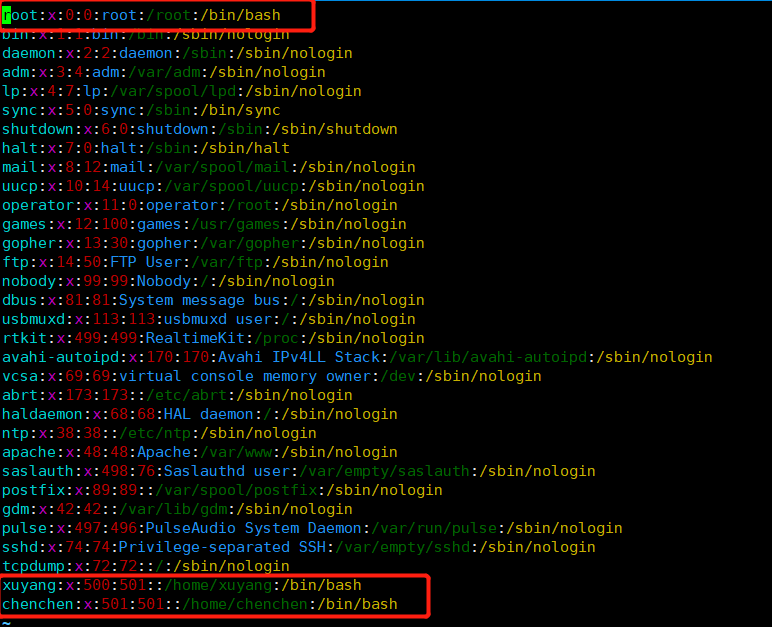 root:x:0:0:root:/root:/bin/bash
bin:x:1:1:bin:/bin:/sbin/nologin
daemon:x:2:2:daemon:/sbin:/sbin/nologin
adm:x:3:4:adm:/var/adm:/sbin/nologin
lp:x:4:7:lp:/var/spool/lpd:/sbin/nologin
sync:x:5:0:sync:/sbin:/bin/sync
shutdown:x:6:0:shutdown:/sbin:/sbin/shutdown
halt:x:7:0:halt:/sbin:/sbin/halt
mail:x:8:12:mail:/var/spool/mail:/sbin/nologin
uucp:x:10:14:uucp:/var/spool/uucp:/sbin/nologin
operator:x:11:0:operator:/root:/sbin/nologin
games:x:12:100:games:/usr/games:/sbin/nologin
gopher:x:13:30:gopher:/var/gopher:/sbin/nologin
ftp:x:14:50:FTP User:/var/ftp:/sbin/nologin
nobody:x:99:99:Nobody:/:/sbin/nologin
dbus:x:81:81:System message bus:/:/sbin/nologin
usbmuxd:x:113:113:usbmuxd user:/:/sbin/nologin
rtkit:x:499:499:RealtimeKit:/proc:/sbin/nologin
avahi-autoipd:x:170:170:Avahi IPv4LL Stack:/var/lib/avahi-autoipd:/sbin/nologin
vcsa:x:69:69:virtual console memory owner:/dev:/sbin/nologin
abrt:x:173:173::/etc/abrt:/sbin/nologin
haldaemon:x:68:68:HAL daemon:/:/sbin/nologin
ntp:x:38:38::/etc/ntp:/sbin/nologin
apache:x:48:48:Apache:/var/www:/sbin/nologin
saslauth:x:498:76:Saslauthd user:/var/empty/saslauth:/sbin/nologin
postfix:x:89:89::/var/spool/postfix:/sbin/nologin
gdm:x:42:42::/var/lib/gdm:/sbin/nologin
pulse:x:497:496:PulseAudio System Daemon:/var/run/pulse:/sbin/nologin
sshd:x:74:74:Privilege-separated SSH:/var/empty/sshd:/sbin/nologin
tcpdump:x:72:72::/:/sbin/nologin
xuyang:x:500:501::/home/xuyang:/bin/bash
chenchen:x:501:501::/home/chenchen:/bin/bash
~